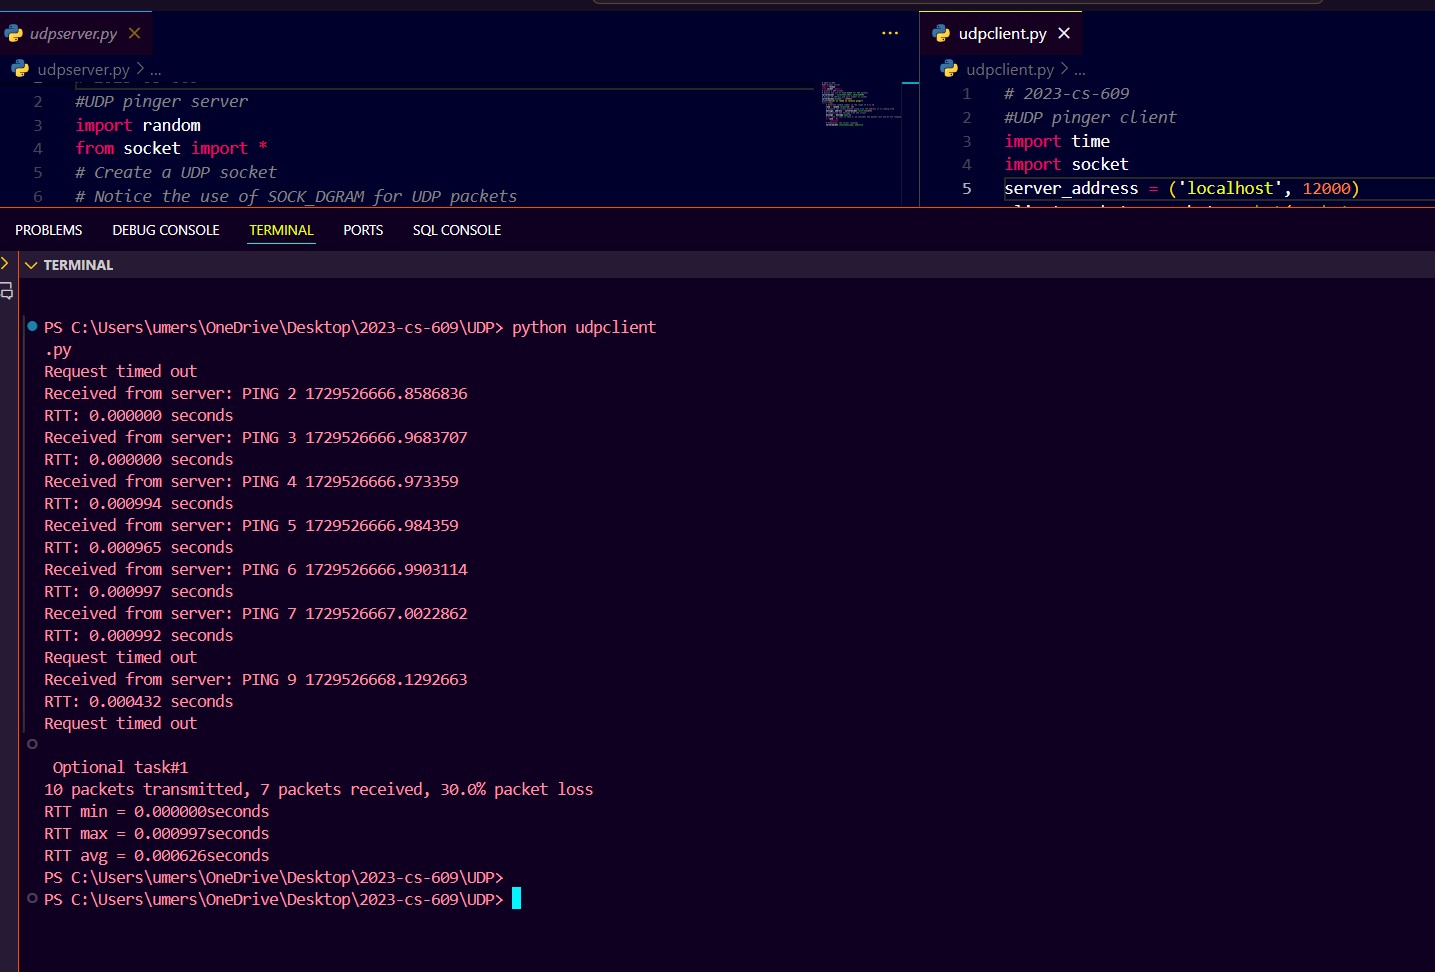 udpserver.py
udpserver.py > ...
2 #UDP pinger server
3 import random
4 from socket import *
5 # Create a UDP socket
6 # Notice the use of SOCK_DGRAM for UDP packets
udpclient.py
udpclient.py > ...
1 # 2023-cs-609
2 #UDP pinger client
3 import time
4 import socket
5 server_address = ('localhost', 12000)
PROBLEMS DEBUG CONSOLE TERMINAL PORTS SQL CONSOLE
TERMINAL
PS C:\Users\umers\OneDrive\Desktop\2023-cs-609\UDP> python udpclient
.py
Request timed out
Received from server: PING 2 1729526666.8586836
RTT: 0.000000 seconds
Received from server: PING 3 1729526666.9683707
RTT: 0.000000 seconds
Received from server: PING 4 1729526666.973359
RTT: 0.000994 seconds
Received from server: PING 5 1729526666.984359
RTT: 0.000965 seconds
Received from server: PING 6 1729526666.9903114
RTT: 0.000997 seconds
Received from server: PING 7 1729526667.0022862
RTT: 0.000992 seconds
Request timed out
Received from server: PING 9 1729526668.1292663
RTT: 0.000432 seconds
Request timed out
Optional task#1
10 packets transmitted, 7 packets received, 30.0% packet loss
RTT min = 0.000000seconds
RTT max = 0.000997seconds
RTT avg = 0.000626seconds
PS C:\Users\umers\OneDrive\Desktop\2023-cs-609\UDP>
PS C:\Users\umers\OneDrive\Desktop\2023-cs-609\UDP>